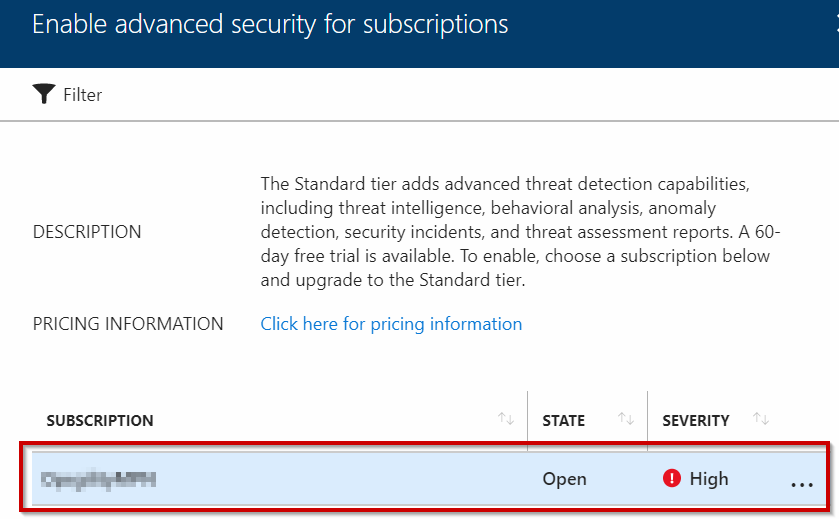 Enable advanced security for subscriptions
Filter
DESCRIPTION
The Standard tier adds advanced threat detection capabilities,
including threat intelligence, behavioral analysis, anomaly
detection, security incidents, and threat assessment reports. A 60-
day free trial is available. To enable, choose a subscription below
and upgrade to the Standard tier.
PRICING INFORMATION Click here for pricing information
SUBSCRIPTION STATE SEVERITY
Open High ...